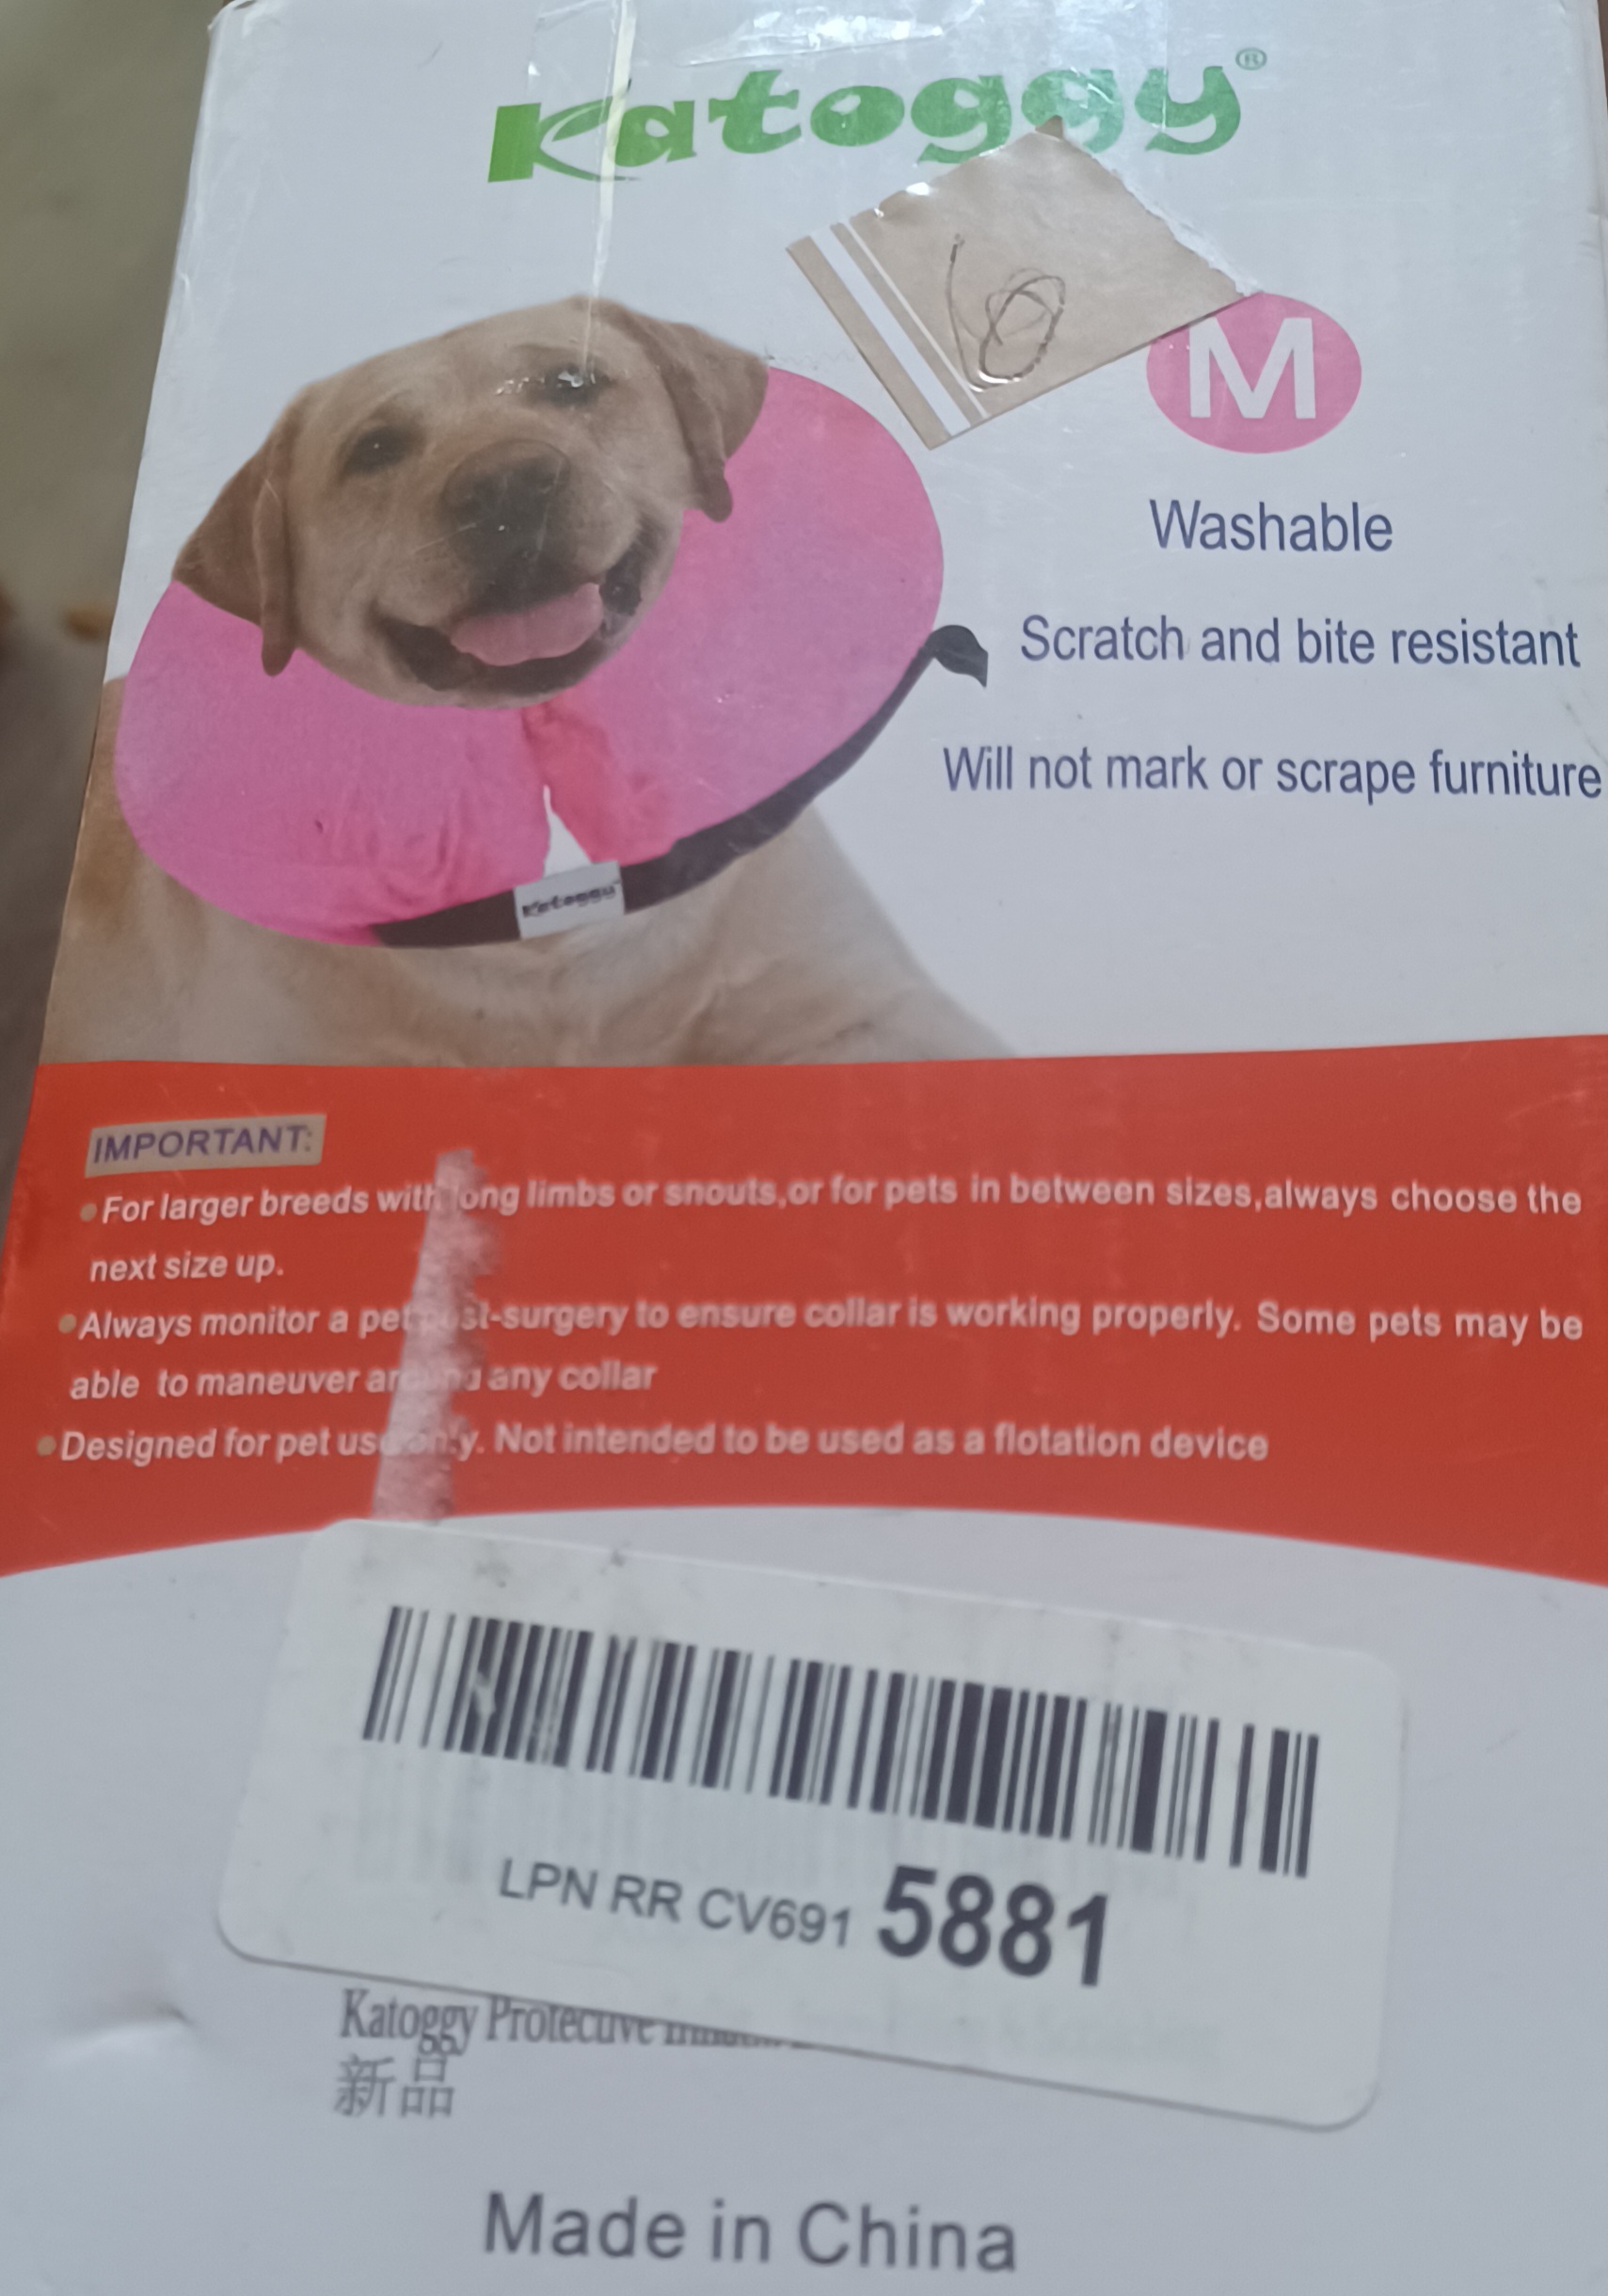 Katoggy®
10
M
Washable
Scratch and bite resistant
Will not mark or scrape furniture
Katoggy
IMPORTANT:
•For larger breeds with long limbs or snouts,or for pets in between sizes,always choose the
next size up.
•Always monitor a pet post-surgery to ensure collar is working properly. Some pets may be
able to maneuver around any collar
•Designed for pet use only. Not intended to be used as a flotation device
LPN RR CV691 5881
Katoggy Protective
新品
Made in China